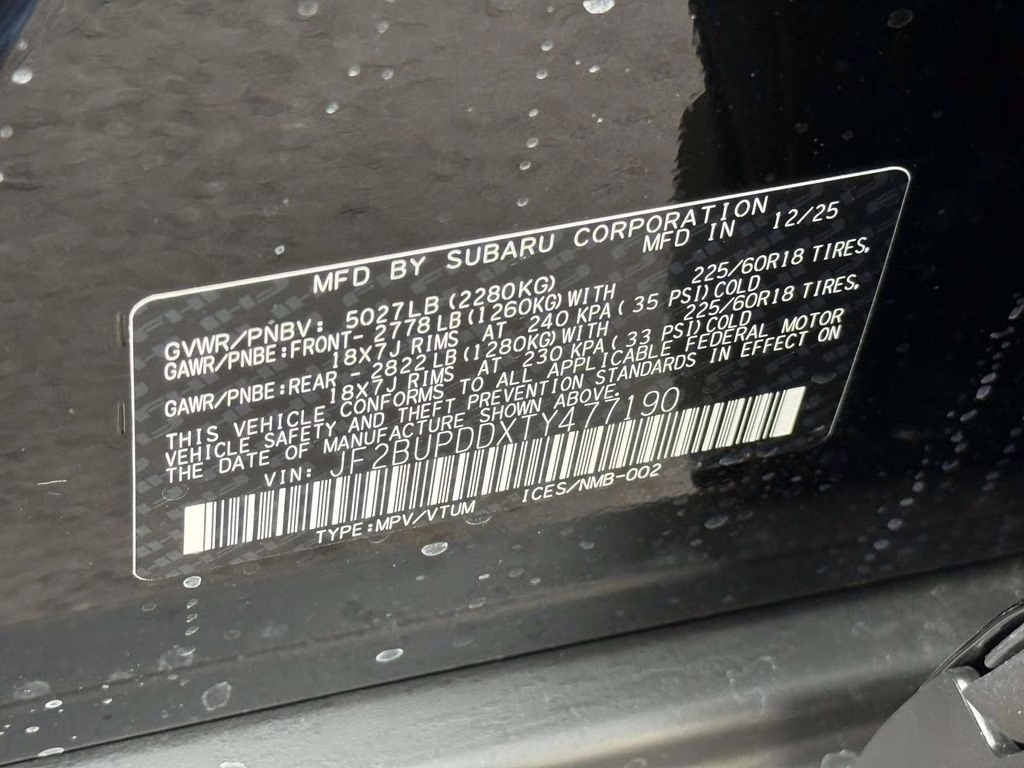 MFD BY SUBARU CORPORATION
MFD IN 12/25
GVWR/PNBV: 5027LB(2280KG)
GAWR/PNBE:FRONT- 2778LB(1260KG)WITH 225/60R18 TIRES,
18X7J RIMS AT 240 KPA(35 PSI)COLD
GAWR/PNBE:REAR - 2822LB(1280KG)WITH 225/60R18 TIRES,
18X7J RIMS AT 230 KPA(33 PSI)COLD
THIS VEHICLE CONFORMS TO ALL APPLICABLE FEDERAL MOTOR
VEHICLE SAFETY AND THEFT PREVENTION STANDARDS IN EFFECT ON
THE DATE OF MANUFACTURE SHOWN ABOVE.
VIN: JF2BUPDDXTY477190
TYPE:MPV/VTUM ICES/NMB-002